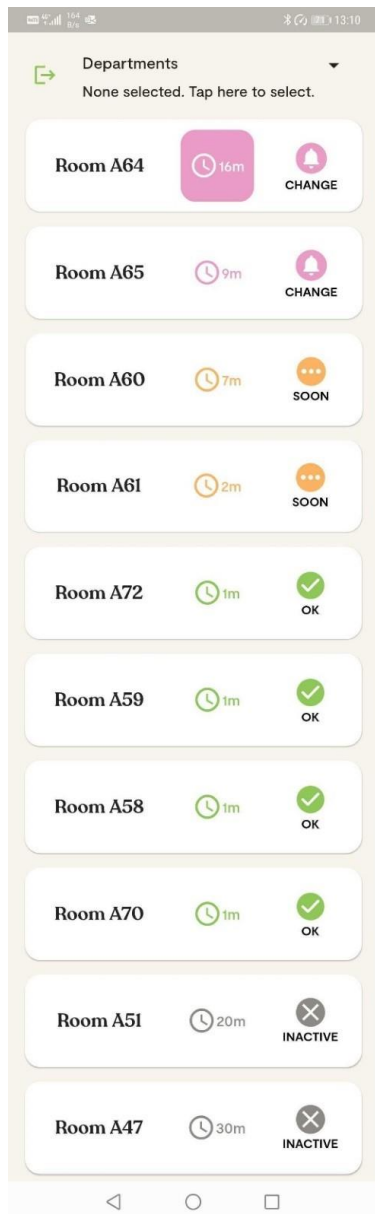 164 B/s 13:10
Departments
None selected. Tap here to select.
Room A64 16m CHANGE
Room A65 9m CHANGE
Room A60 7m SOON
Room A61 2m SOON
Room A72 1m OK
Room A59 1m OK
Room A58 1m OK
Room A70 1m OK
Room A51 20m INACTIVE
Room A47 30m INACTIVE